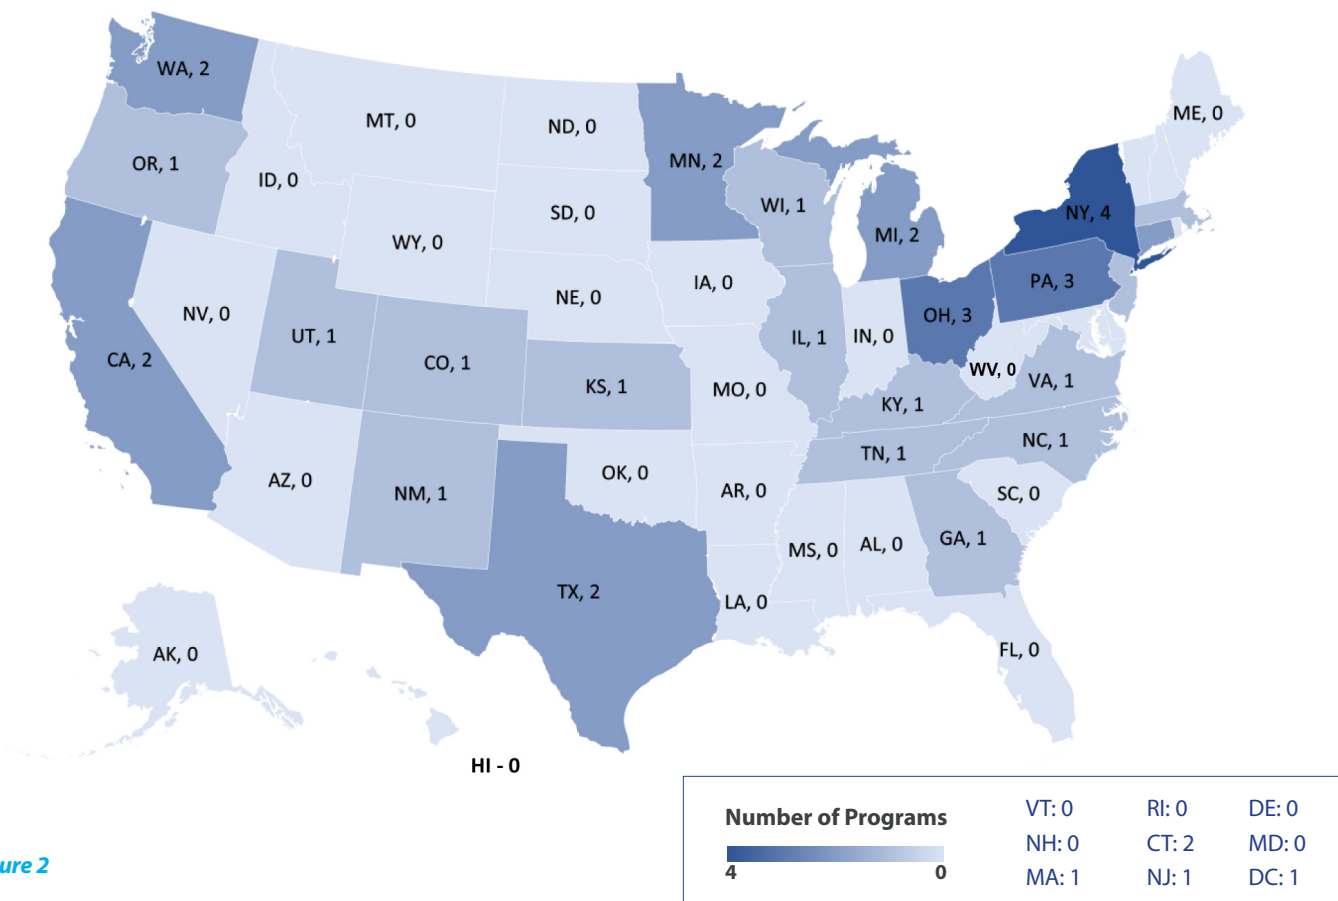 WA, 2
MT, 0
ND, 0
ME, 0
OR, 1
ID, 0
MN, 2
SD, 0
WI, 1
NY, 4
WY, 0
MI, 2
IA, 0
PA, 3
NE, 0
NV, 0
OH, 3
UT, 1
IL, 1
IN, 0
CA, 2
CO, 1
WV, 0
KS, 1
VA, 1
MO, 0
KY, 1
NC, 1
TN, 1
AZ, 0
OK, 0
NM, 1
AR, 0
SC, 0
GA, 1
MS, 0
AL, 0
TX, 2
LA, 0
AK, 0
FL, 0
HI - 0
Number of Programs
4 0
VT: 0 RI: 0 DE: 0
NH: 0 CT: 2 MD: 0
MA: 1 NJ: 1 DC: 1
ure 2